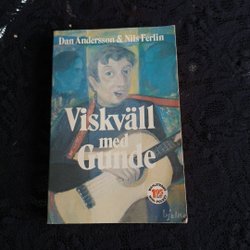 Dan Andersson & Nils Ferlin
Viskväll
med
Gunde